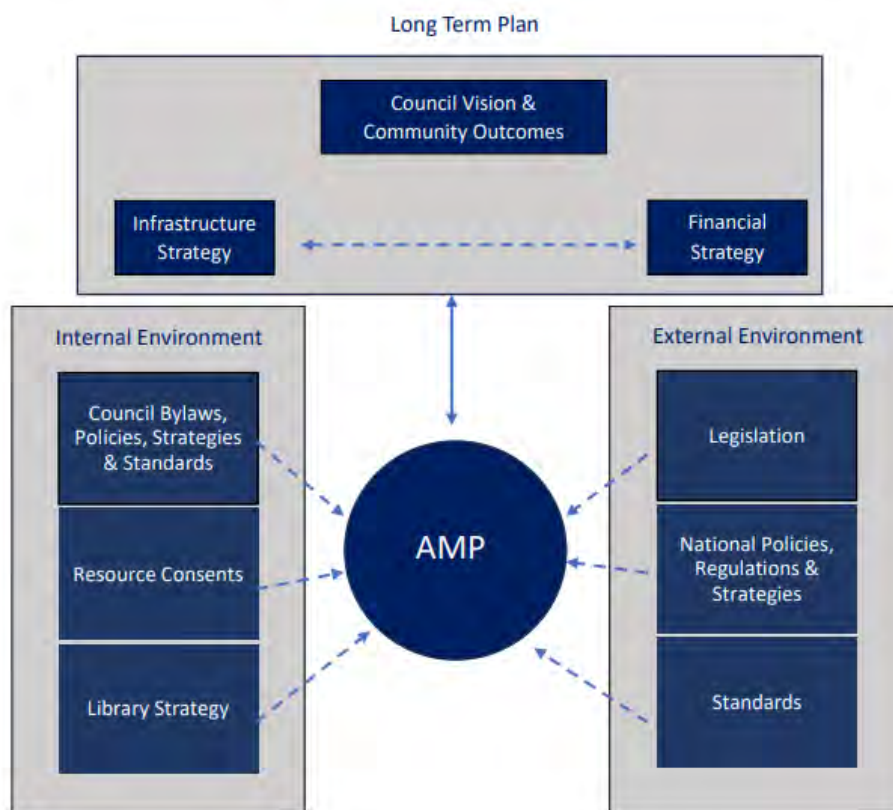 Long Term Plan
Council Vision &
Community Outcomes
Infrastructure
Strategy
Financial
Strategy
Internal Environment
Council Bylaws,
Policies, Strategies
& Standards
Resource Consents
Library Strategy
AMP
External Environment
Legislation
National Policies,
Regulations &
Strategies
Standards